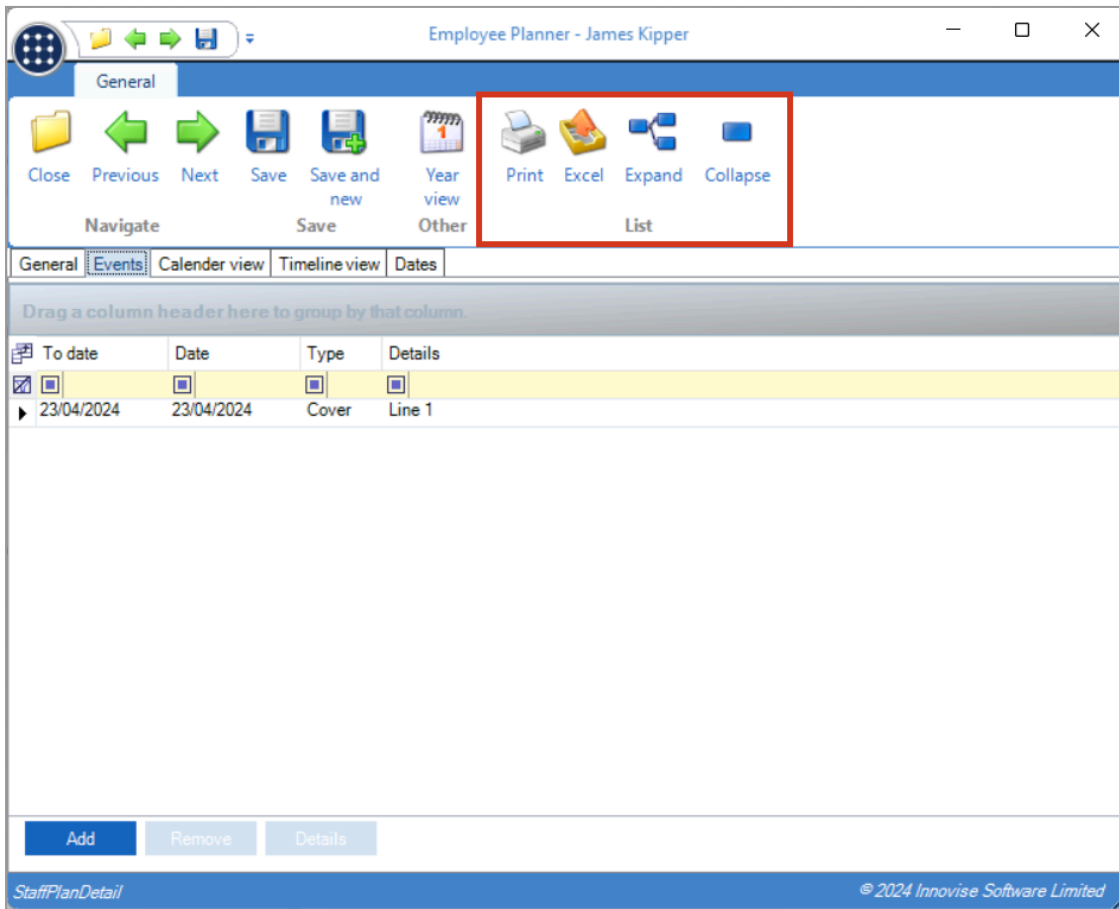 Employee Planner - James Kipper
General
Close Previous Next Save Save and new Year view Print Excel Expand Collapse
Navigate Save Other List
General Events Calender view Timeline view Dates
Drag a column header here to group by that column.
To date Date Type Details
23/04/2024 23/04/2024 Cover Line 1
Add Remove Details
StaffPlanDetail © 2024 Innovise Software Limited